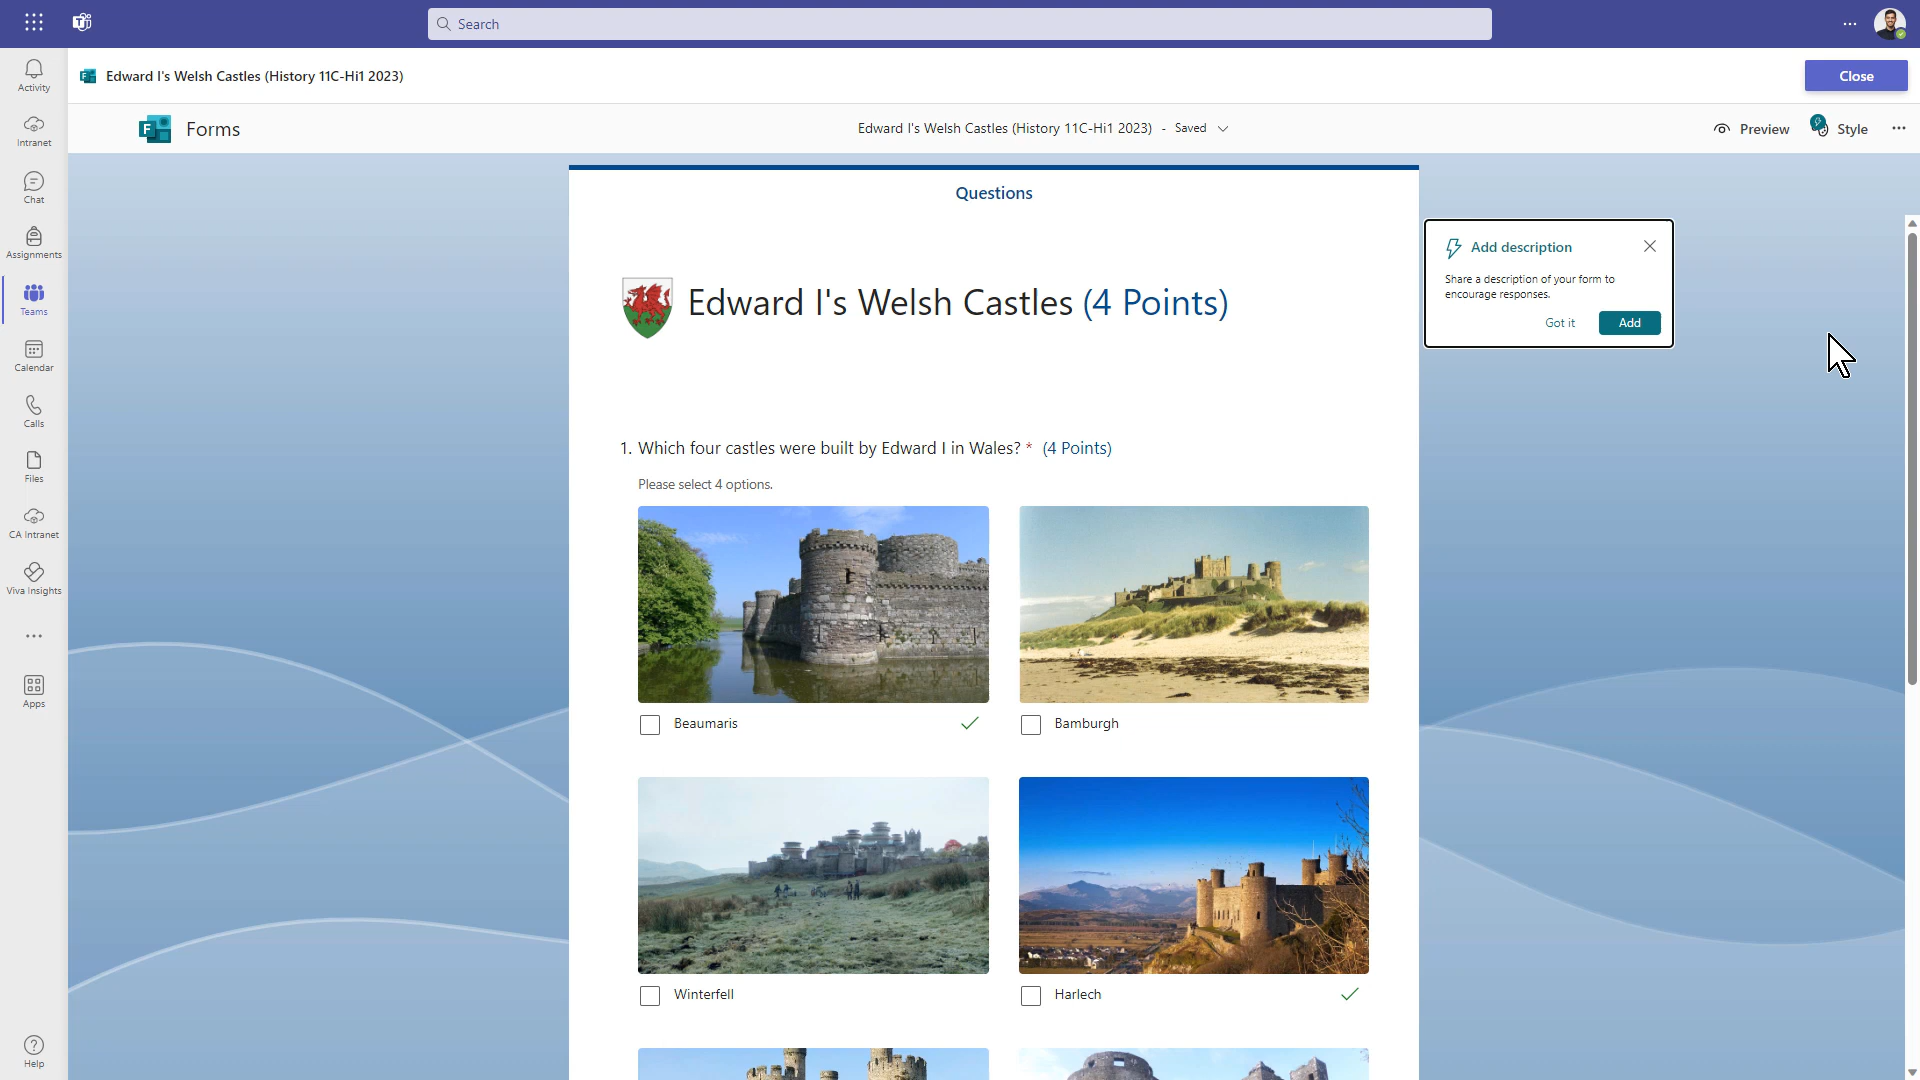 Search
Edward I's Welsh Castles (History 11C-Hi1 2023)
Close
Activity
Intranet
Chat
Assignments
Teams
Calendar
Calls
Files
CA Intranet
Viva Insights
Apps
Help
F Forms
Edward I's Welsh Castles (History 11C-Hi1 2023) - Saved
Preview
Style
Questions
Edward I's Welsh Castles (4 Points)
Add description
Share a description of your form to
encourage responses.
Got it
Add
1. Which four castles were built by Edward I in Wales? * (4 Points)
Please select 4 options.
Beaumaris
Bamburgh
Winterfell
Harlech